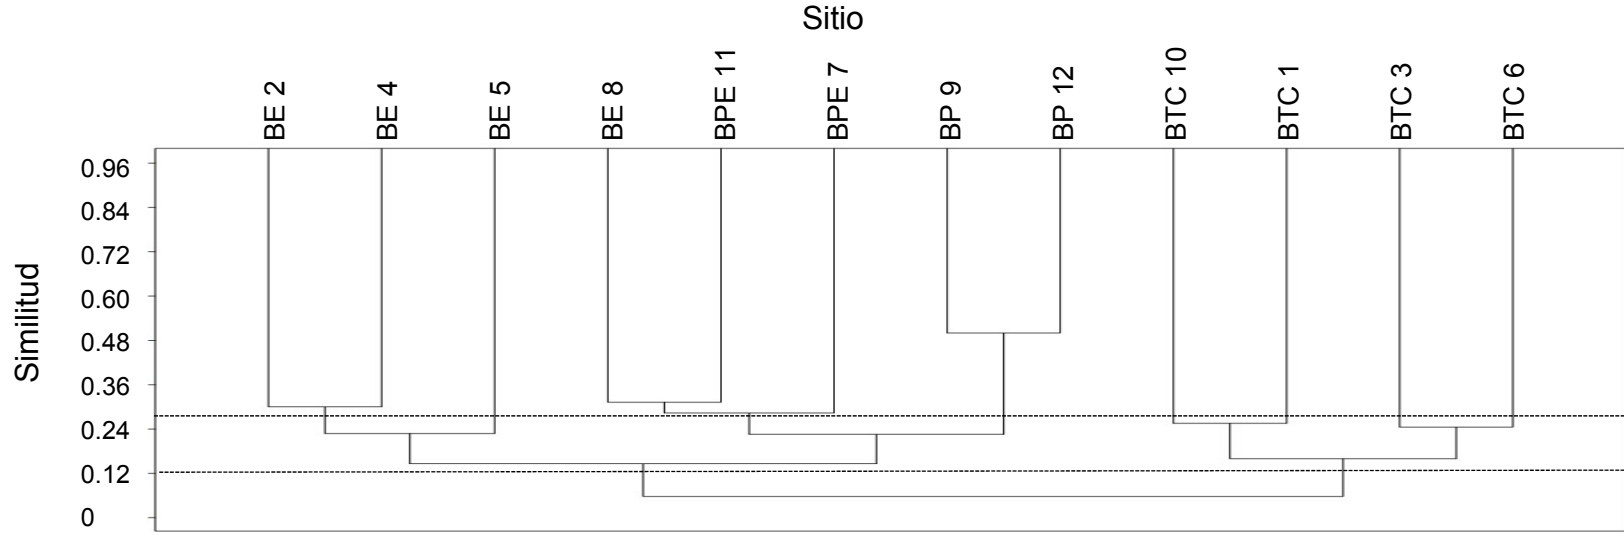 Sitio
BE 2
BE 4
BE 5
BE 8
BPE 11
BPE 7
BP 9
BP 12
BTC 10
BTC 1
BTC 3
BTC 6
Similitud
0.96
0.84
0.72
0.60
0.48
0.36
0.24
0.12
0